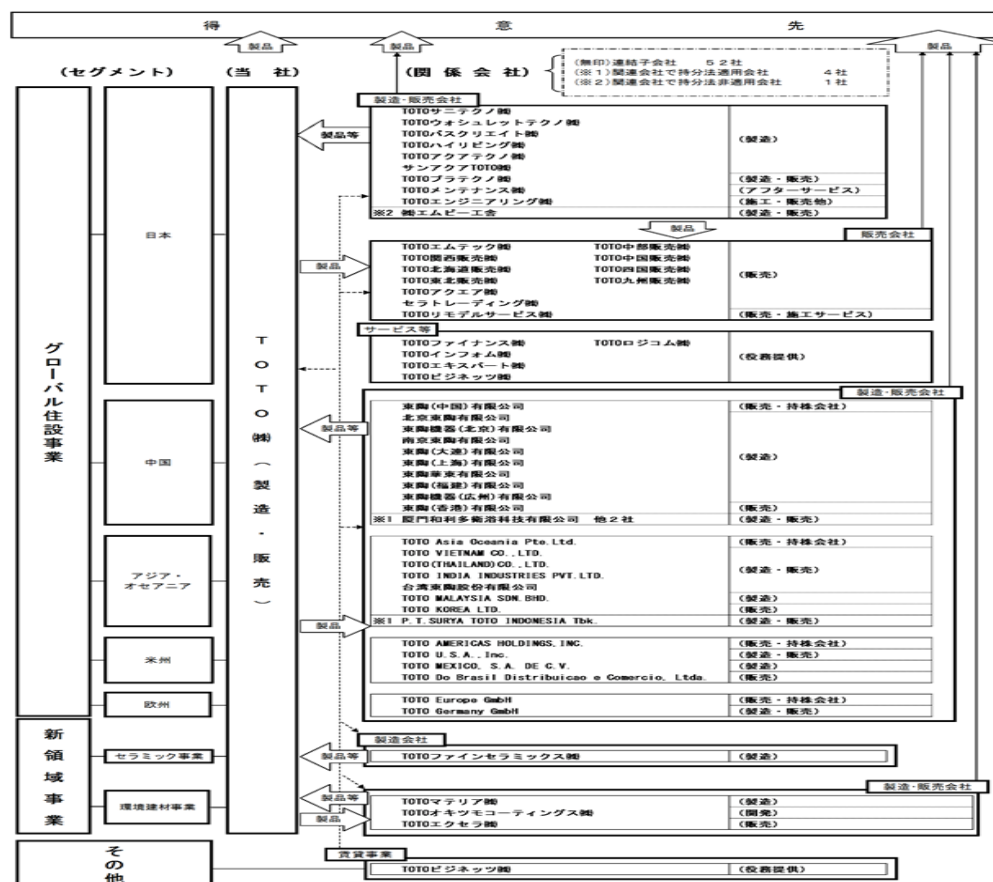 得 意 先
製品 製品 製品
(セグメント) (当 社) (関 係 会 社)
(無印)連結子会社 52社
(※1)関連会社で持分法適用会社 4社
(※2)関連会社で持分法非適用会社 1社
製造・販売会社
TOTOサニテクノ㈱
TOTOウォシュレットテクノ㈱
TOTOバスクリエイト㈱
TOTOハイリビング㈱
TOTOアクアテクノ㈱
サンアクアTOTO㈱
(製造)
TOTOプラテクノ㈱ (製造・販売)
TOTOメンテナンス㈱ (アフターサービス)
TOTOエンジニアリング㈱ (施工・販売他)
※2 ㈱エムピー工舎 (製造・販売)
製品等
製品
販売会社
TOTOエムテック㈱ TOTO中部販売㈱
TOTO関西販売㈱ TOTO中国販売㈱
TOTO北海道販売㈱ TOTO四国販売㈱
TOTO東北販売㈱ TOTO九州販売㈱
TOTOアクエア㈱
セラトレーディング㈱
(販売)
TOTOリモデルサービス㈱ (販売・施工サービス)
製品
サービス等
TOTOファイナンス㈱ TOTOロジコム㈱
TOTOインフォム㈱
TOTOエキスパート㈱
TOTOビジネッツ㈱
(役務提供)
グローバル住設事業
日本
中国
アジア・
オセアニア
米州
欧州
TOTO㈱(製造・販売)
製造・販売会社
東陶(中国)有限公司 (販売・持株会社)
北京東陶有限公司
東陶機器(北京)有限公司
南京東陶有限公司
東陶(大連)有限公司
東陶(上海)有限公司
東陶華東有限公司
東陶(福建)有限公司
東陶機器(広州)有限公司
(製造)
東陶(香港)有限公司 (販売)
※1 厦門和利多衛浴科技有限公司 他2社 (製造・販売)
製品等
TOTO Asia Oceania Pte.Ltd. (販売・持株会社)
TOTO VIETNAM CO.,LTD.
TOTO(THAILAND)CO.,LTD.
TOTO INDIA INDUSTRIES PVT.LTD.
台湾東陶股份有限公司
(製造・販売)
TOTO MALAYSIA SDN.BHD. (製造)
TOTO KOREA LTD. (販売)
※1 P.T.SURYA TOTO INDONESIA Tbk. (製造・販売)
製品
TOTO AMERICAS HOLDINGS,INC. (販売・持株会社)
TOTO U.S.A.,Inc. (製造・販売)
TOTO MEXICO, S.A. DE C.V. (製造)
TOTO Do Brasil Distribuicao e Comercio, Ltda. (販売)
TOTO Europe GmbH (販売・持株会社)
TOTO Germany GmbH (製造・販売)
新領域事業
セラミック事業
環境建材事業
製造会社
製品等
TOTOファインセラミックス㈱ (製造)
製造・販売会社
製品等
製品
TOTOマテリア㈱ (製造)
TOTOオキツモコーティングス㈱ (開発)
TOTOエクセラ㈱ (販売)
その他
賃貸事業
TOTOビジネッツ㈱ (役務提供)